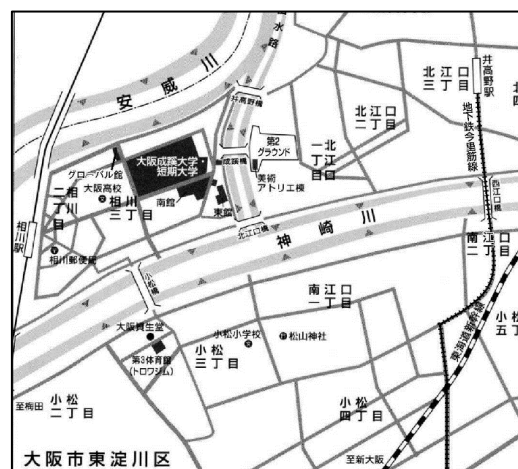 水路
安威川
井高野橋
北江口三丁目
井高野駅
地下鉄今里筋線
北江口二丁目
第2
グラウンド
北江口一丁目
大阪成蹊大学・
短期大学
成蹊橋
美術
アトリエ棟
グローバル館
大阪高校
相川二丁目
相川三丁目
南館
東館
相川駅
相川郵便局
北江口橋
神崎川
南江口二丁目
小松橋
南江口
一丁目
東海道新幹線
小松五丁目
大阪資生堂
第3体育館
(トロワジム)
小松
三丁目
小松小学校
松山神社
至梅田
小松
二丁目
小松
四丁目
至新大阪
大阪市東淀川区